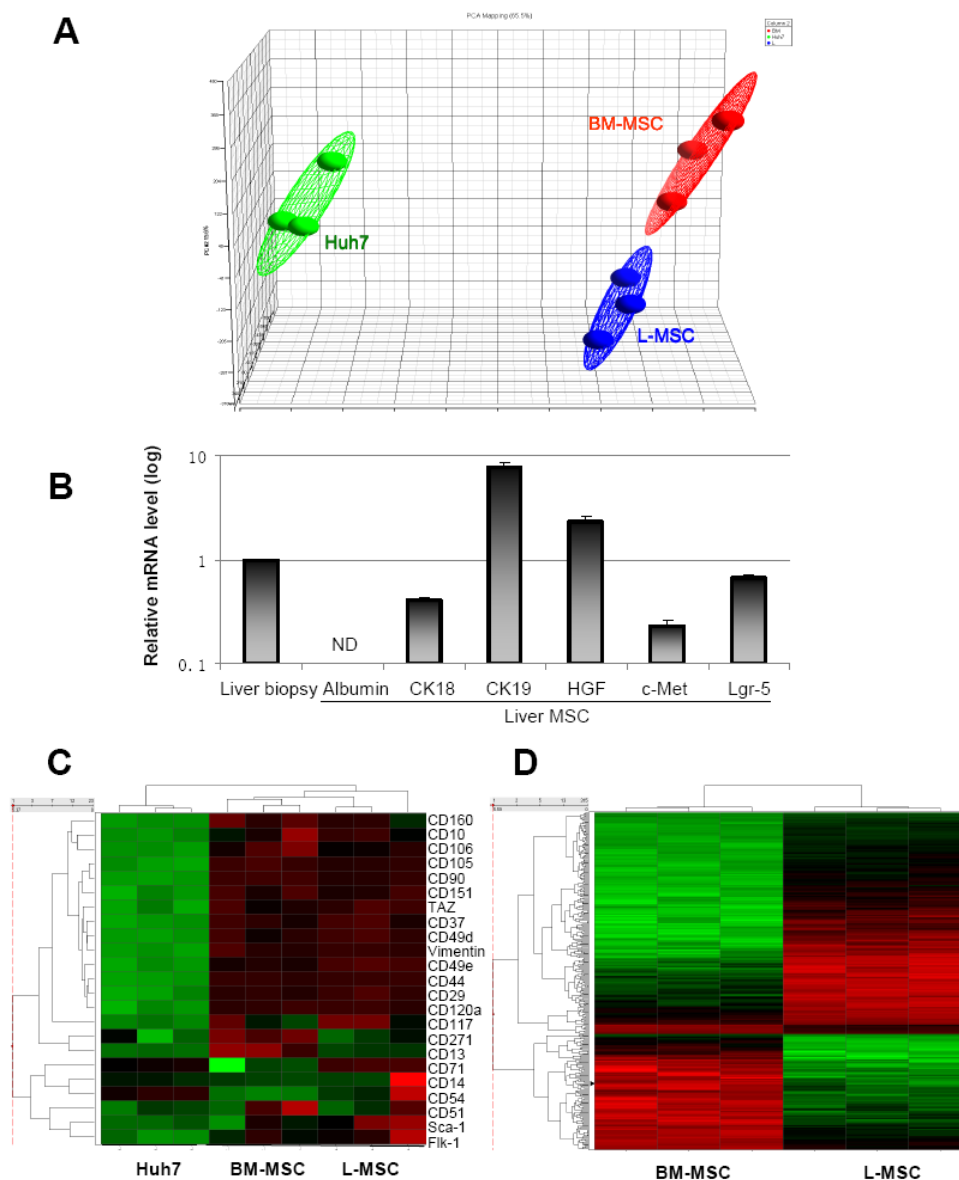 A
PCA Mapping (65.5%)
BM
Huh7
L
BM-MSC
Huh7
L-MSC
B
Relative mRNA level (log)
10
1
0.1
ND
Liver biopsy Albumin CK18 CK19 HGF c-Met Lgr-5
Liver MSC
C
CD160
CD10
CD106
CD105
CD90
CD151
TAZ
CD37
CD49d
Vimentin
CD49e
CD44
CD29
CD120a
CD117
CD271
CD13
CD71
CD14
CD54
CD51
Sca-1
Flk-1
Huh7 BM-MSC L-MSC
D
BM-MSC L-MSC